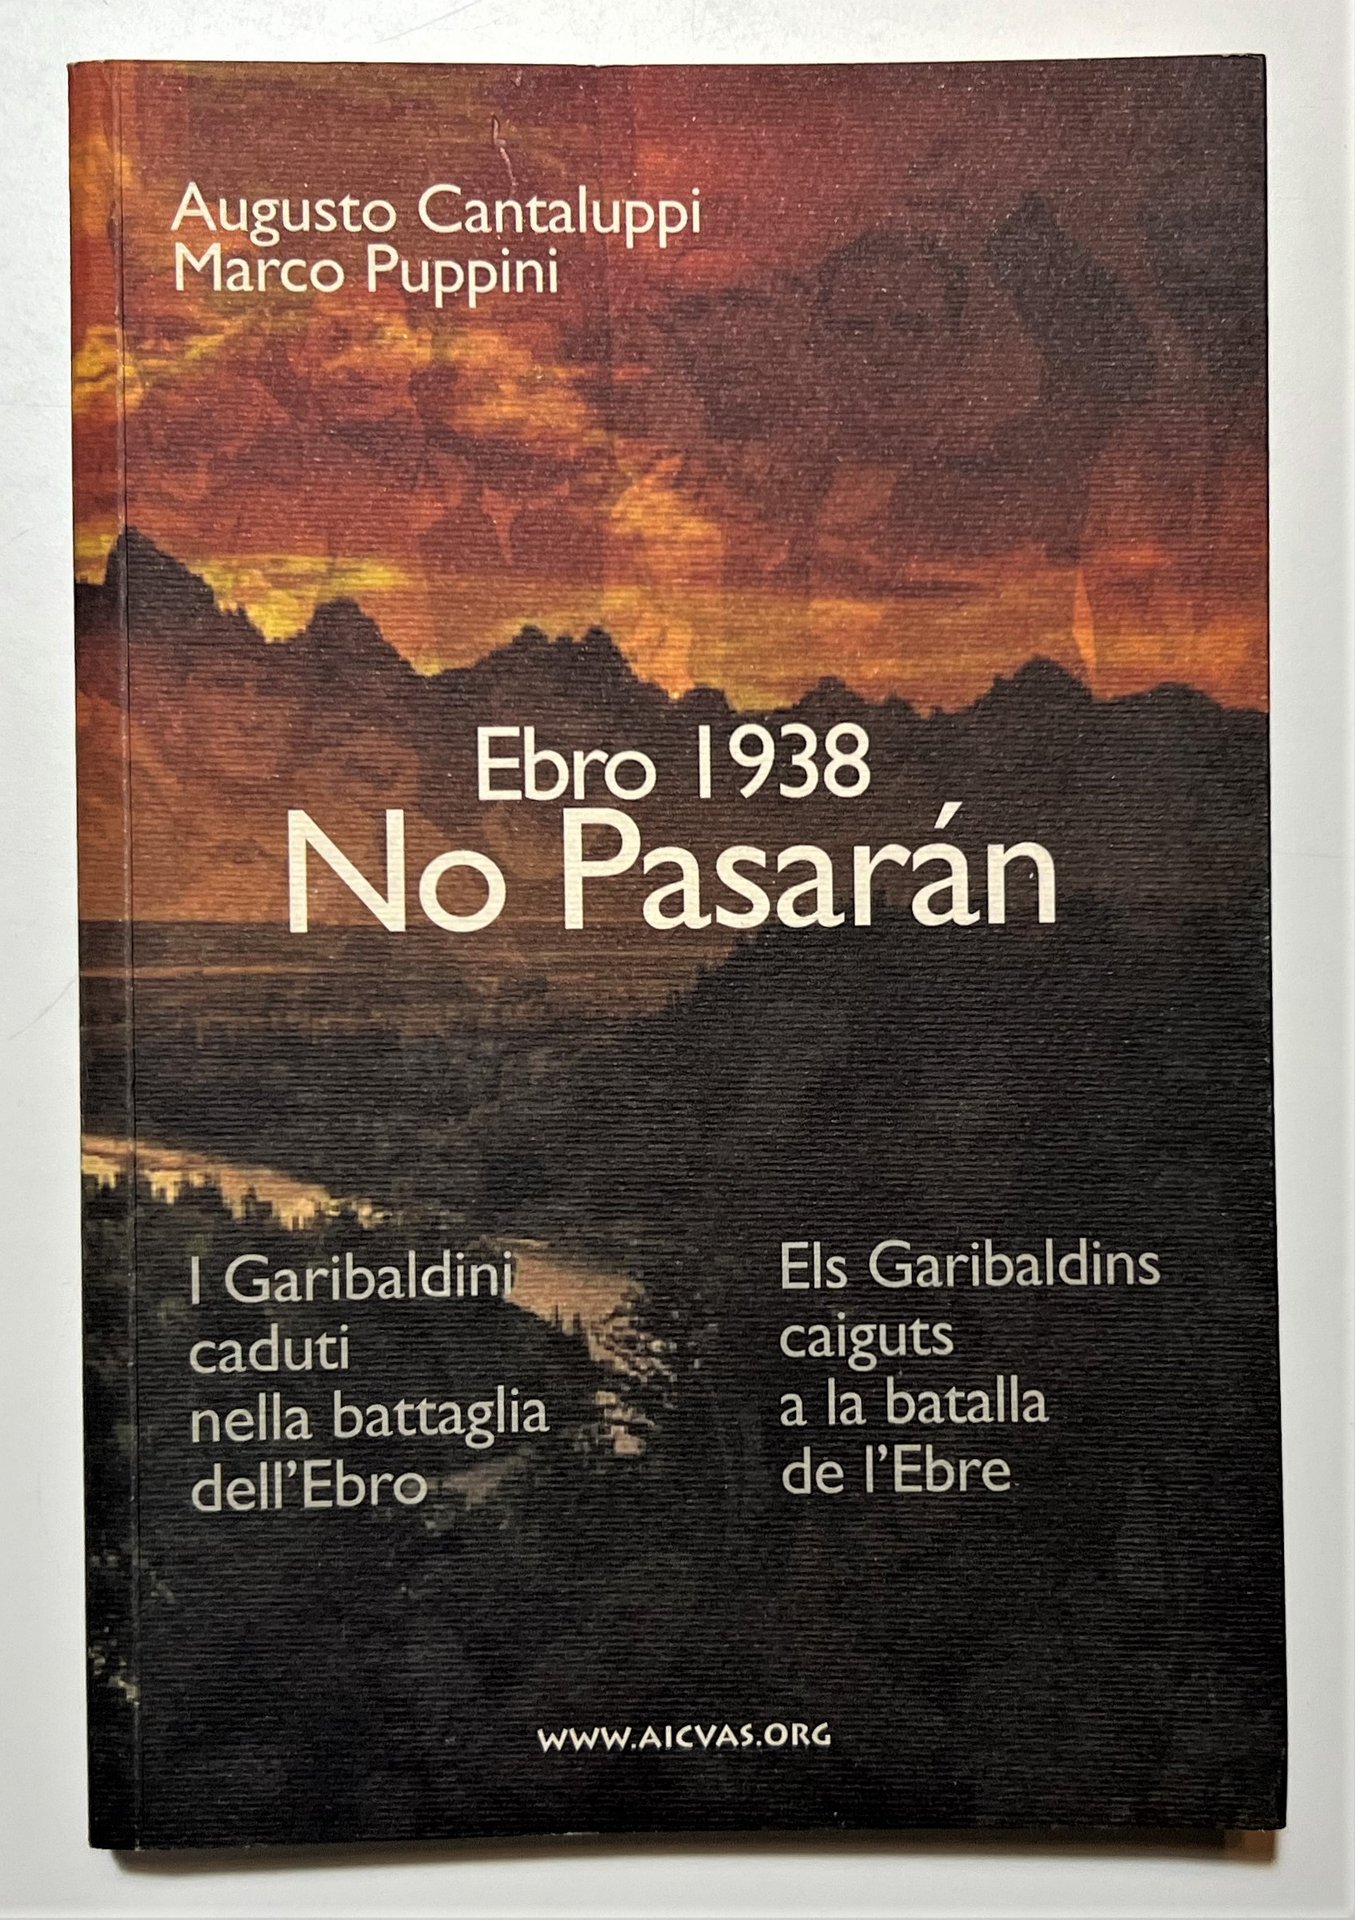 Augusto Cantaluppi
Marco Puppini
Ebro 1938
No Pasarán
I Garibaldini
caduti
nella battaglia
dell'Ebro
Els Garibaldins
caiguts
a la batalla
de l'Ebre
WWW.AICVAS.ORG